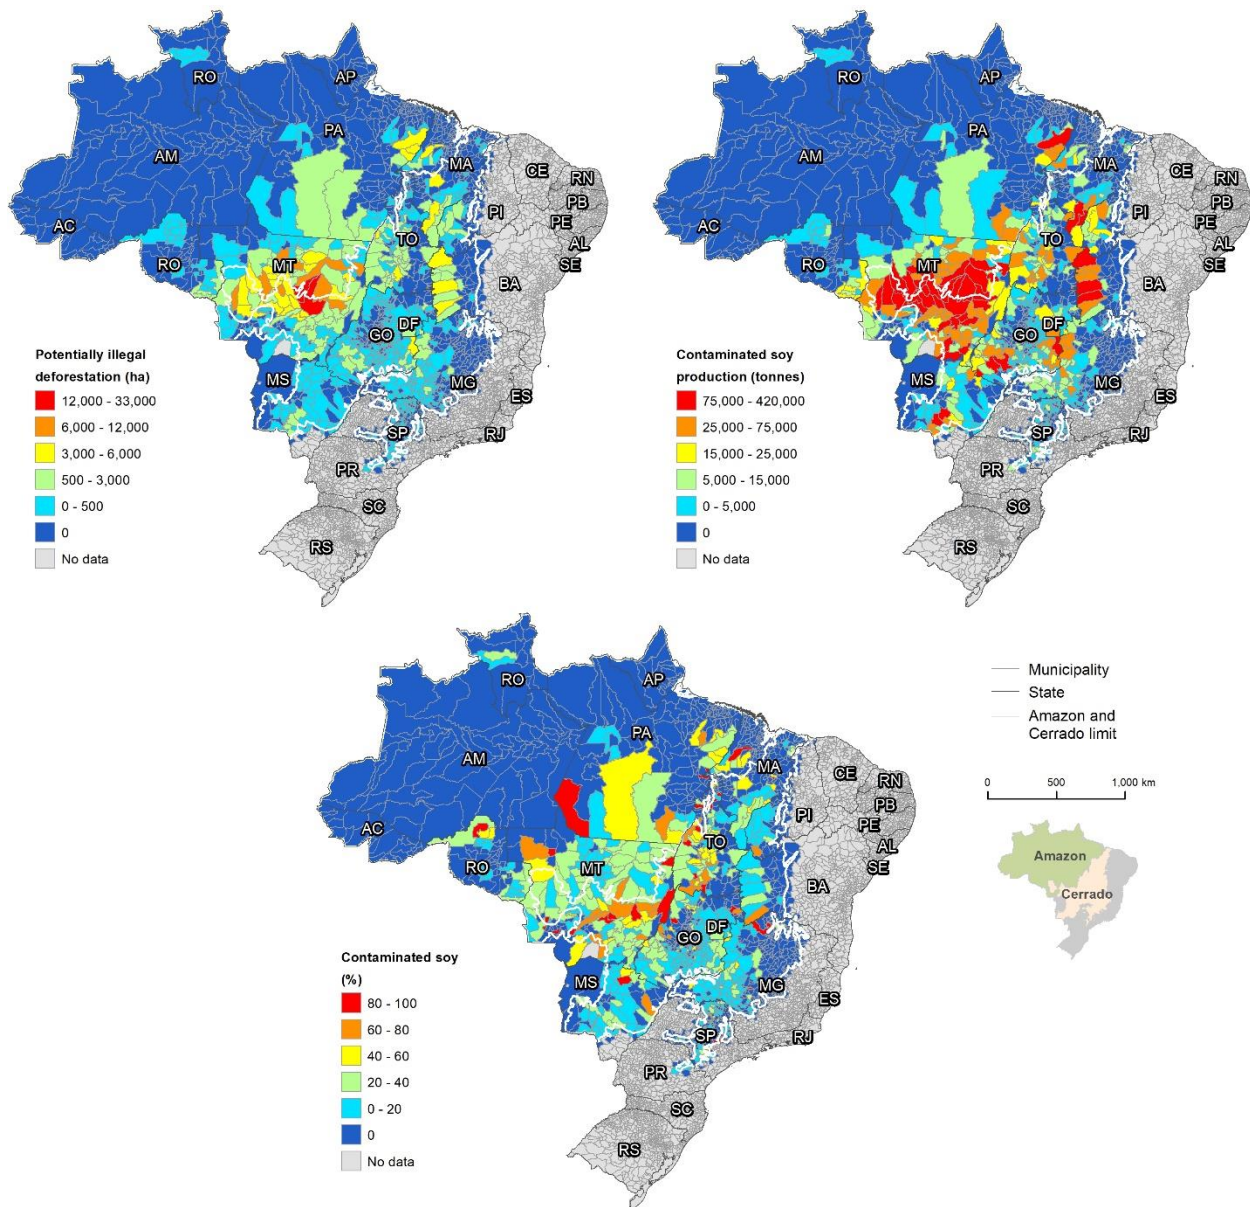 RO
AP
PA
AM
MA
CE
RN
PB
PE
PI
AC
TO
AL
SE
RO
MT
BA
DF
GO
MS
MG
ES
SP
RJ
PR
SC
RS
Potentially illegal
deforestation (ha)
12,000 - 33,000
6,000 - 12,000
3,000 - 6,000
500 - 3,000
0 - 500
0
No data
RO
AP
PA
AM
MA
CE
RN
PB
PE
PI
AC
TO
AL
SE
RO
MT
BA
DF
GO
MS
MG
ES
SP
RJ
PR
SC
RS
Contaminated soy
production (tonnes)
75,000 - 420,000
25,000 - 75,000
15,000 - 25,000
5,000 - 15,000
0 - 5,000
0
No data
RO
AP
PA
AM
MA
CE
RN
PB
PE
PI
AC
TO
AL
SE
RO
MT
BA
DF
GO
MS
MG
ES
SP
RJ
PR
SC
RS
Contaminated soy
(%)
80 - 100
60 - 80
40 - 60
20 - 40
0 - 20
0
No data
Municipality
State
Amazon and
Cerrado limit
0 500 1,000 km
Amazon
Cerrado